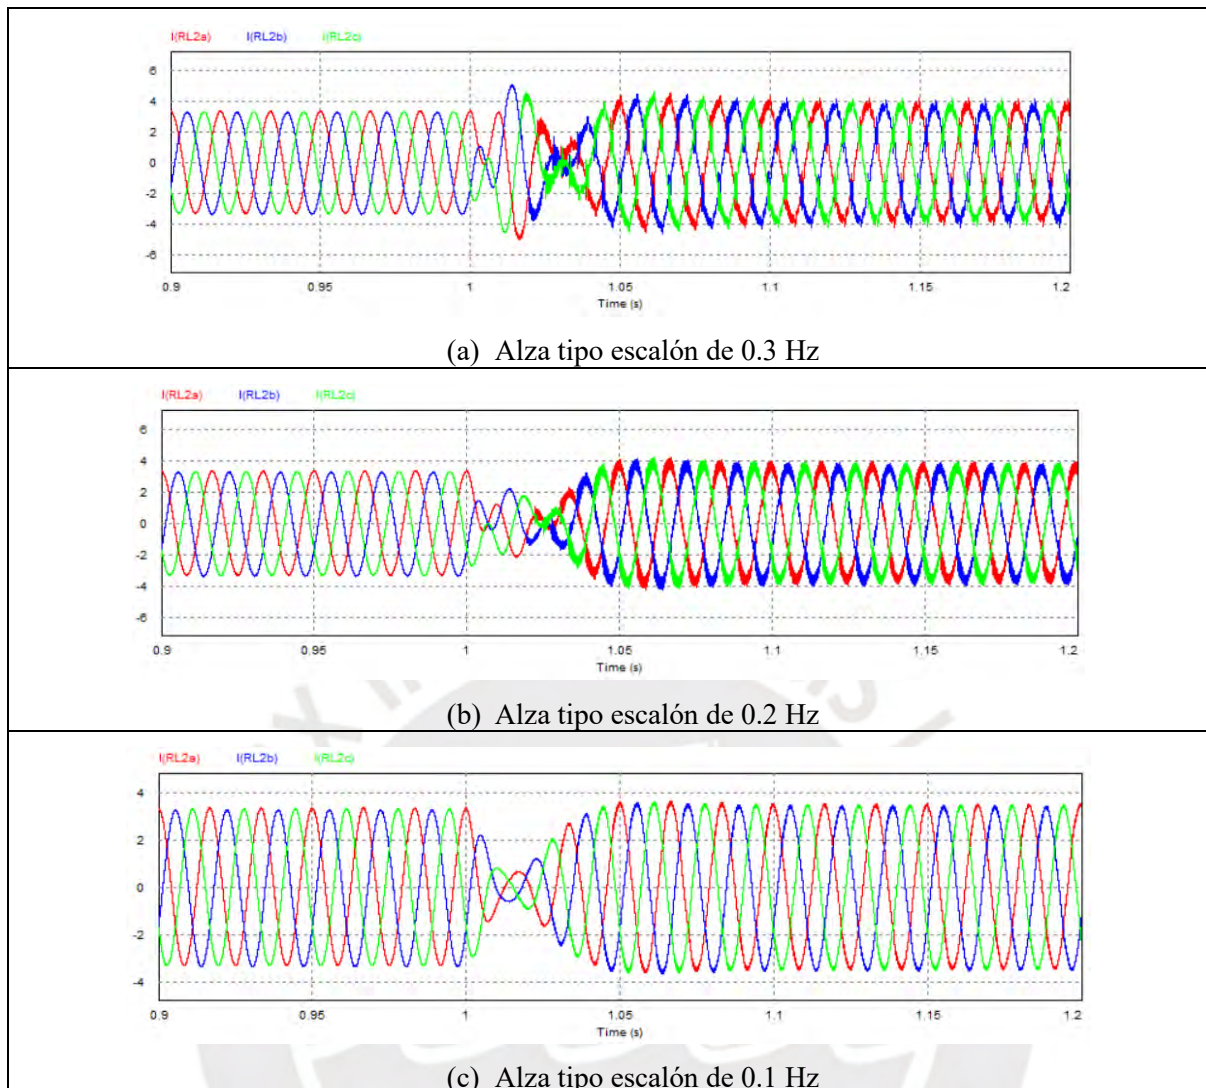 I(RL2a) I(RL2b) I(RL2c)
6
4
2
0
-2
-4
-6
0.9 0.95 1 1.05 1.1 1.15 1.2
Time (s)
(a) Alza tipo escalón de 0.3 Hz
I(RL2a) I(RL2b) I(RL2c)
6
4
2
0
-2
-4
-6
0.9 0.95 1 1.05 1.1 1.15 1.2
Time (s)
(b) Alza tipo escalón de 0.2 Hz
I(RL2a) I(RL2b) I(RL2c)
4
2
0
-2
-4
0.9 0.95 1 1.05 1.1 1.15 1.2
Time (s)
(c) Alza tipo escalón de 0.1 Hz